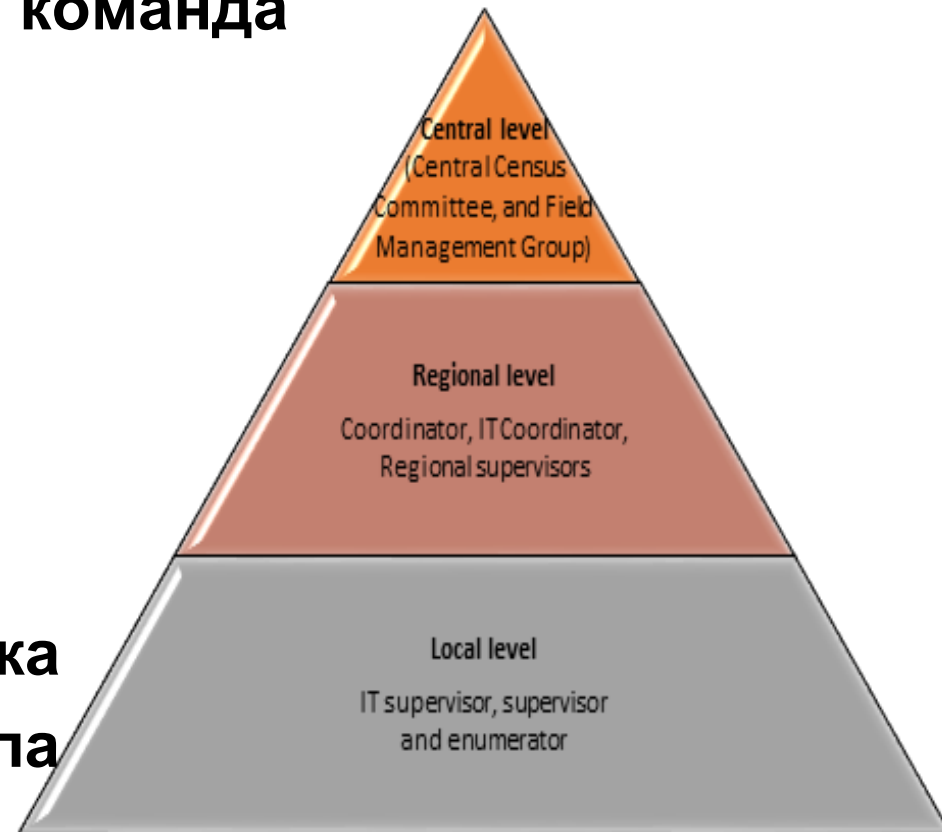 команда
Central level
(Central Census
Committee, and Field
Management Group)
Regional level
Coordinator, IT Coordinator,
Regional supervisors
Local level
IT supervisor, supervisor
and enumerator